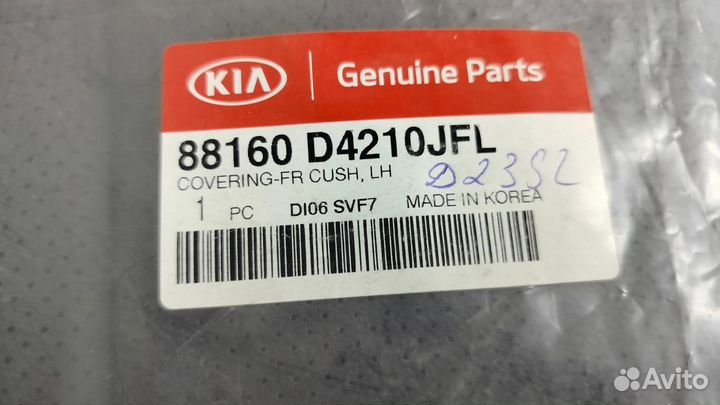 KIA Genuine Parts
88160 D4210JFL
COVERING-FR CUSH, LH
D23S2
1 PC DI06 SVF7 MADE IN KOREA
Avito